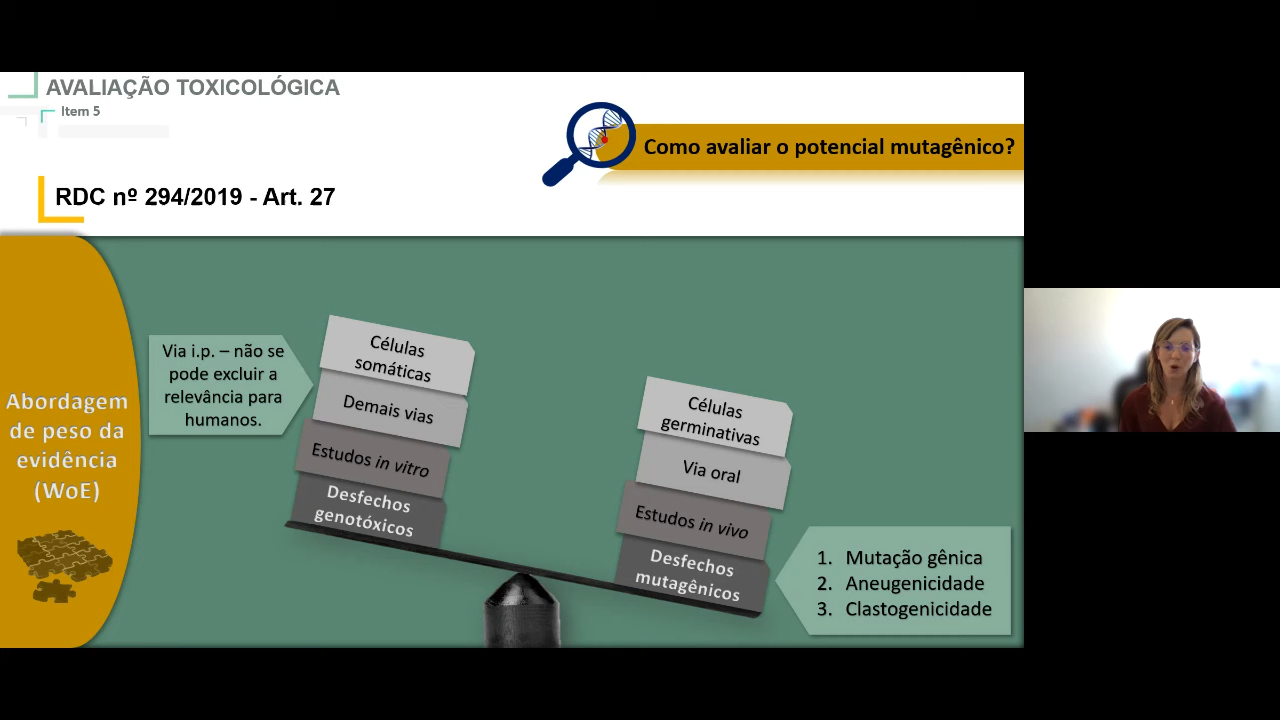 AVALIAÇÃO TOXICOLÓGICA
Item 5
Como avaliar o potencial mutagênico?
RDC nº 294/2019 - Art. 27
Abordagem
de peso da
evidência
(WoE)
Via i.p. – não se
pode excluir a
relevância para
humanos.
Células
somáticas
Demais vias
Estudos in vitro
Desfechos
genotóxicos
Células
germinativas
Via oral
Estudos in vivo
Desfechos
mutagênicos
1. Mutação gênica
2. Aneugenicidade
3. Clastogenicidade